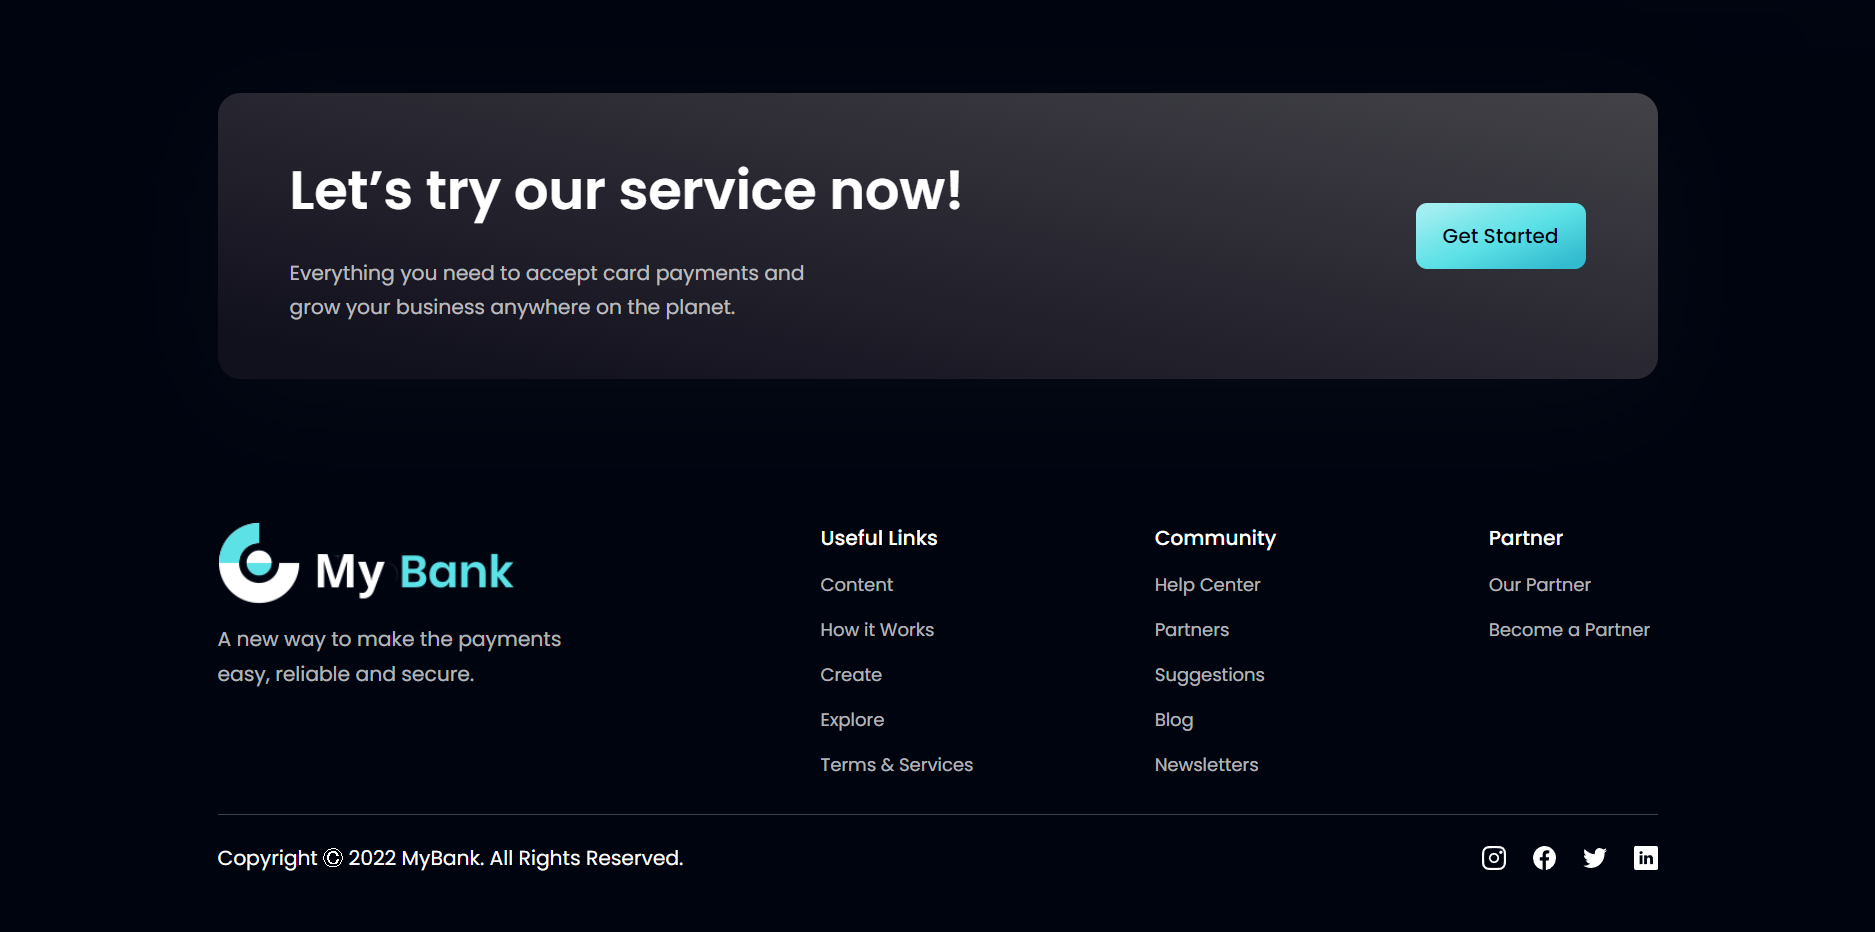 Let’s try our service now!
Everything you need to accept card payments and
grow your business anywhere on the planet.
Get Started
My Bank
A new way to make the payments
easy, reliable and secure.
Useful Links
Content
How it Works
Create
Explore
Terms & Services
Community
Help Center
Partners
Suggestions
Blog
Newsletters
Partner
Our Partner
Become a Partner
Copyright Ⓒ 2022 MyBank. All Rights Reserved.
in